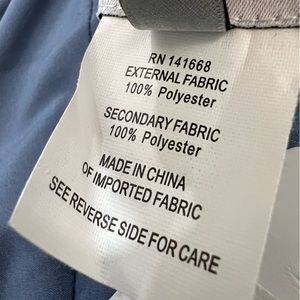 RN 141668
EXTERNAL FABRIC
100% Polyester
SECONDARY FABRIC
100% Polyester
MADE IN CHINA
OF IMPORTED FABRIC
SEE REVERSE SIDE FOR CARE